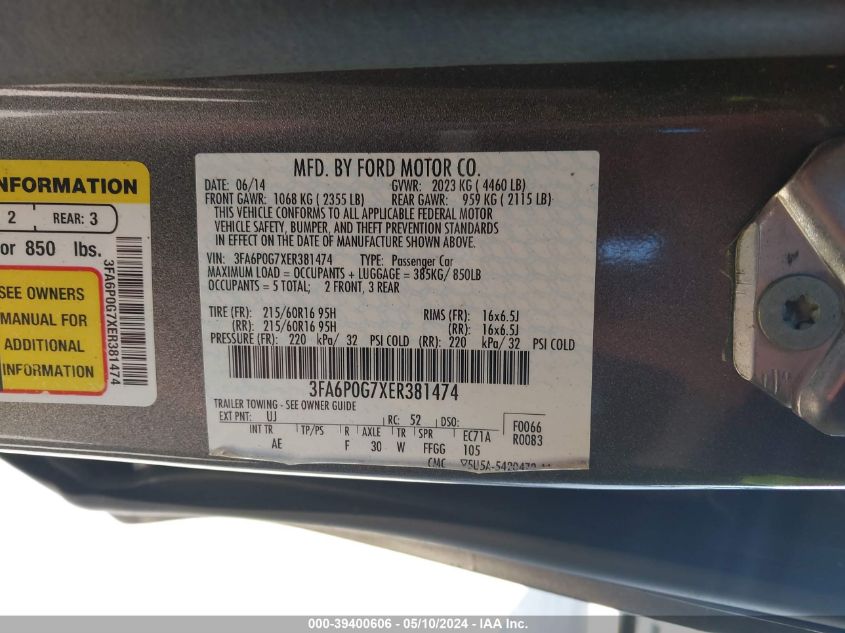 NFORMATION
2 REAR: 3
or 850 lbs.
SEE OWNERS
MANUAL FOR
ADDITIONAL
INFORMATION
3FA6P0G7XER381474
MFD. BY FORD MOTOR CO.
DATE: 06/14 GVWR: 2023 KG ( 4460 LB)
FRONT GAWR: 1068 KG ( 2355 LB) REAR GAWR: 959 KG ( 2115 LB)
THIS VEHICLE CONFORMS TO ALL APPLICABLE FEDERAL MOTOR
VEHICLE SAFETY, BUMPER, AND THEFT PREVENTION STANDARDS
IN EFFECT ON THE DATE OF MANUFACTURE SHOWN ABOVE.
VIN: 3FA6P0G7XER381474 TYPE: Passenger Car
MAXIMUM LOAD = OCCUPANTS + LUGGAGE = 385KG/ 850LB
OCCUPANTS = 5 TOTAL; 2 FRONT, 3 REAR
TIRE (FR): 215/60R16 95H RIMS (FR): 16x6.5J
(RR): 215/60R16 95H (RR): 16x6.5J
PRESSURE (FR): 220 kPa/ 32 PSI COLD (RR): 220 kPa/ 32 PSI COLD
3FA6P0G7XER381474
TRAILER TOWING - SEE OWNER GUIDE
EXT PNT: UJ RC: 52 DSO: F0066
INT TR TP/PS R AXLE TR SPR EC71A R0083
AE F 30 W FFGG 105
CMC
000-39400606 - 05/10/2024 - IAA Inc.